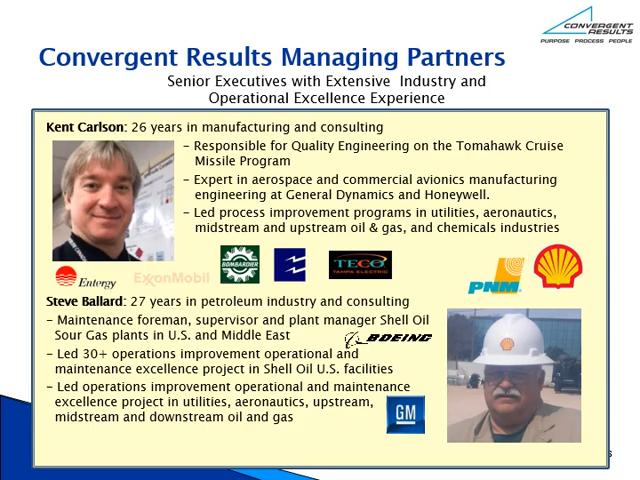 CONVERGENT
RESULTS
PURPOSE PROCESS PEOPLE
Convergent Results Managing Partners
Senior Executives with Extensive Industry and
Operational Excellence Experience
Kent Carlson: 26 years in manufacturing and consulting
– Responsible for Quality Engineering on the Tomahawk Cruise
Missile Program
– Expert in aerospace and commercial avionics manufacturing
engineering at General Dynamics and Honeywell.
– Led process improvement programs in utilities, aeronautics,
midstream and upstream oil & gas, and chemicals industries
Entergy
ExxonMobil
BOMBARDIER
TECO
TAMPA ELECTRIC
PNM
Steve Ballard: 27 years in petroleum industry and consulting
– Maintenance foreman, supervisor and plant manager Shell Oil
Sour Gas plants in U.S. and Middle East
BOEING
– Led 30+ operations improvement operational and
maintenance excellence project in Shell Oil U.S. facilities
– Led operations improvement operational and maintenance
excellence project in utilities, aeronautics, upstream,
midstream and downstream oil and gas
GM